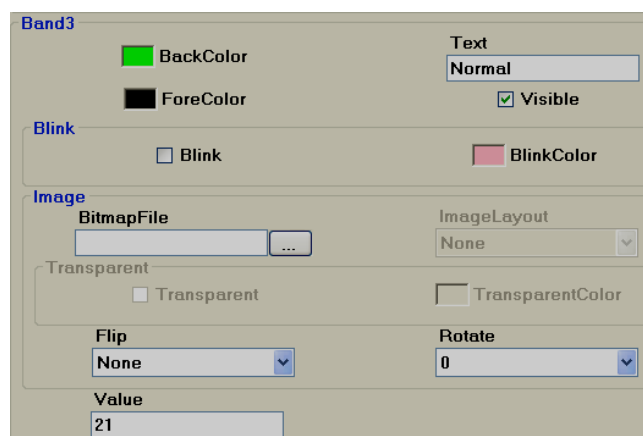 Band3
BackColor
Text
Normal
ForeColor
Visible
Blink
Blink
BlinkColor
Image
BitmapFile
...
ImageLayout
None
Transparent
Transparent
TransparentColor
Flip
None
Rotate
0
Value
21